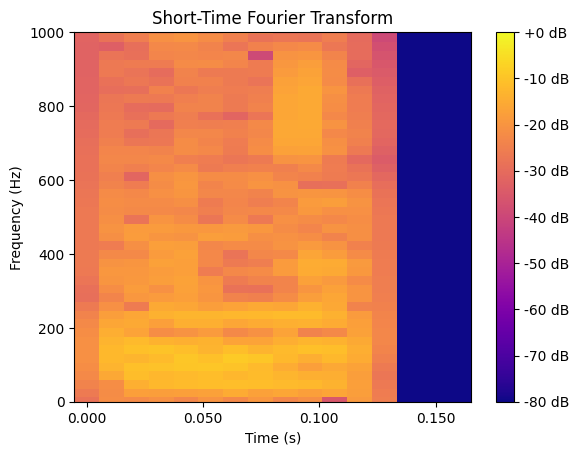 Short-Time Fourier Transform
1000
800
600
400
200
0
Frequency (Hz)
0.000
0.050
0.100
0.150
Time (s)
+0 dB
-10 dB
-20 dB
-30 dB
-40 dB
-50 dB
-60 dB
-70 dB
-80 dB